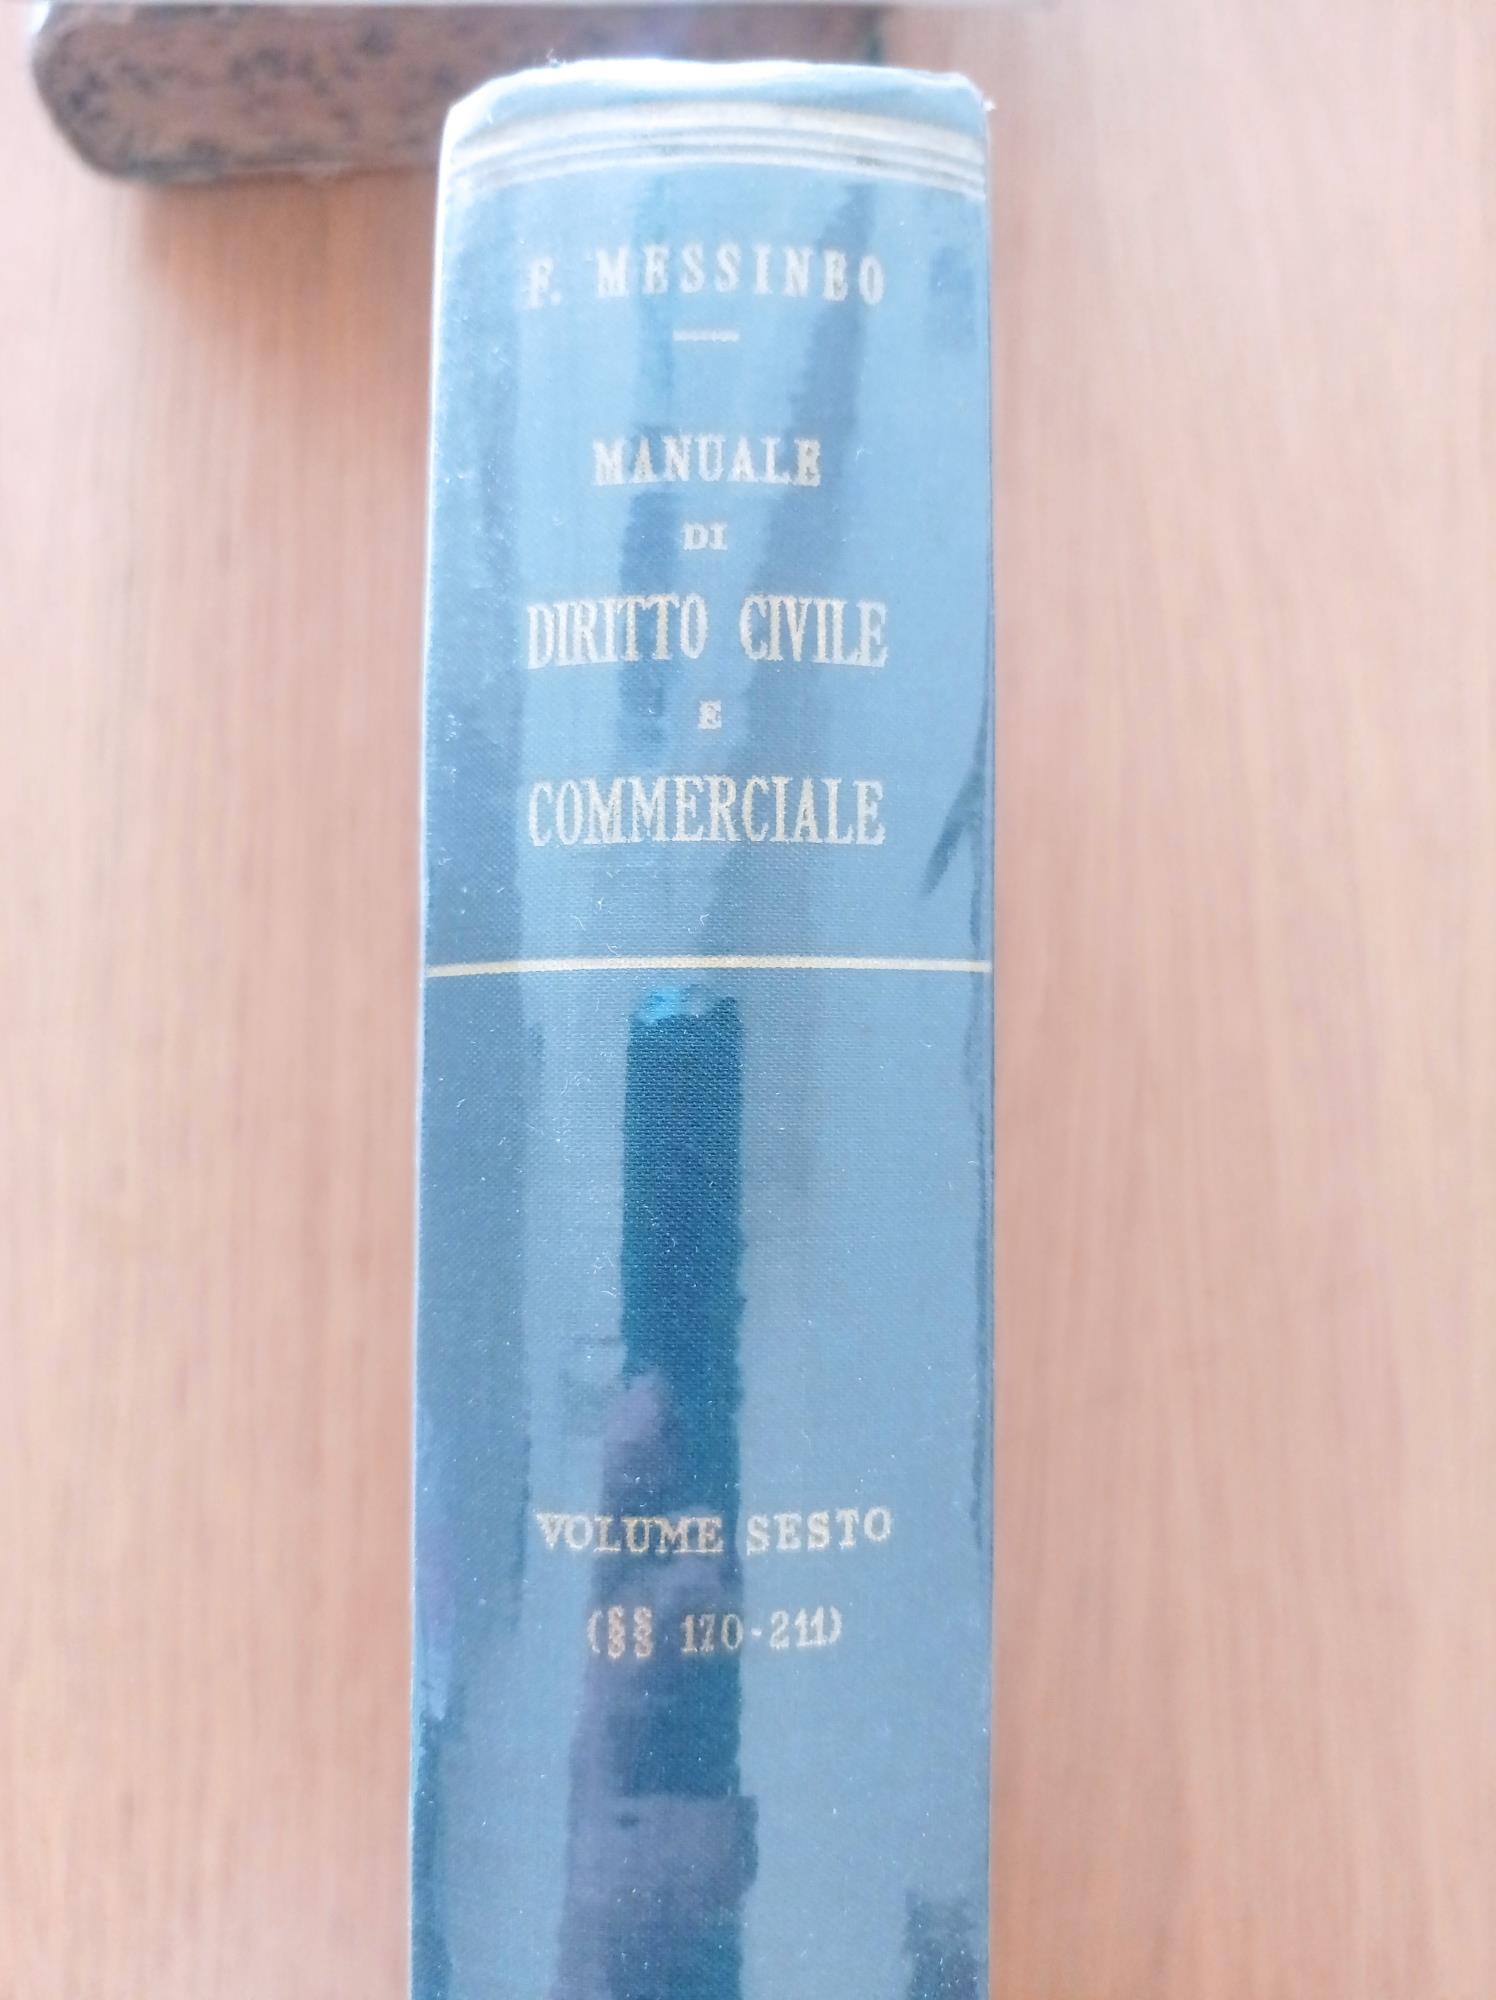 F. MESSINEO
MANUALE
DI
DIRITTO CIVILE
E
COMMERCIALE
VOLUME SESTO
(§§ 170-211)